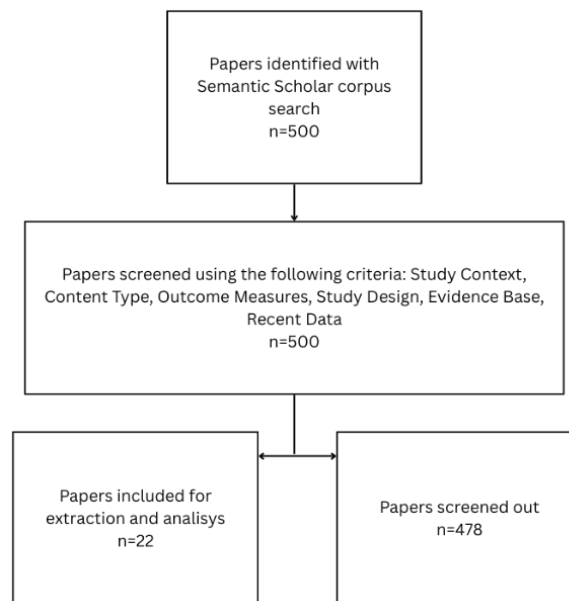 Papers identified with
Semantic Scholar corpus
search
n=500
Papers screened using the following criteria: Study Context,
Content Type, Outcome Measures, Study Design, Evidence Base,
Recent Data
n=500
Papers included for
extraction and analisys
n=22
Papers screened out
n=478